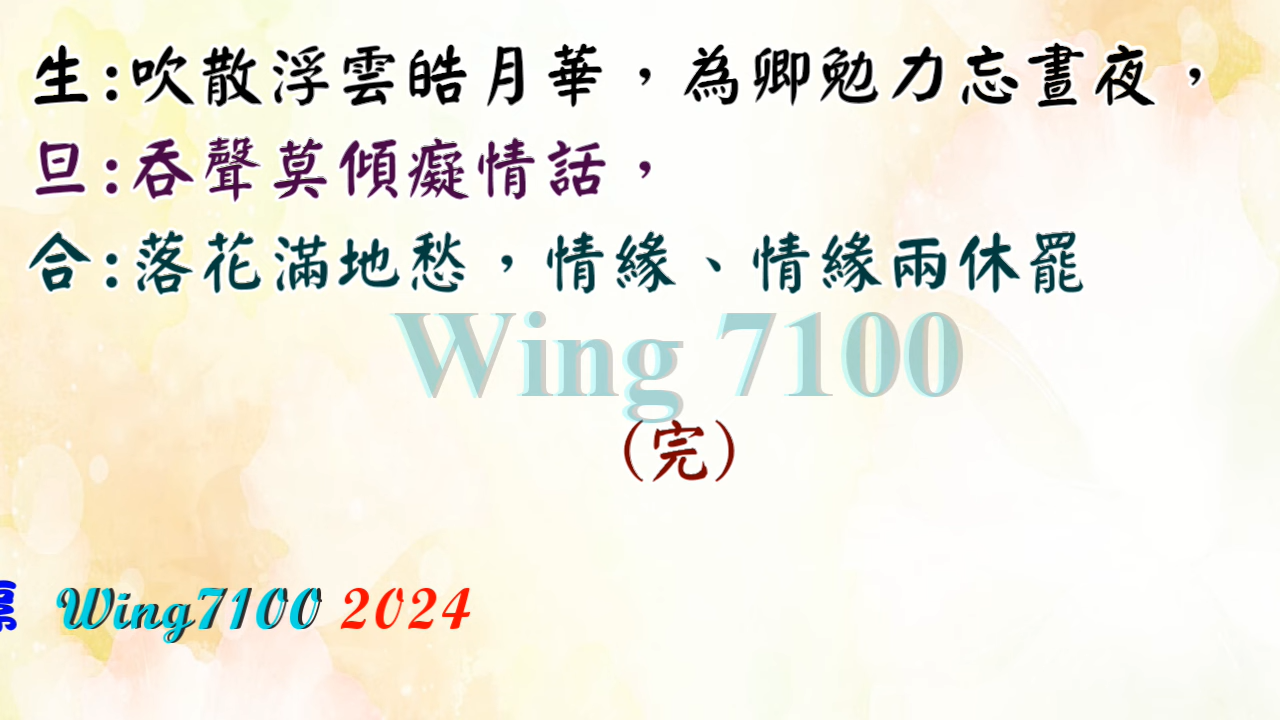 生:吹散浮雲皓月華，為卿勉力忘晝夜，
旦:吞聲莫傾癡情話，
合:落花滿地愁，情緣、情緣兩休罷
Wing 7100
(完)
Wing7100 2024